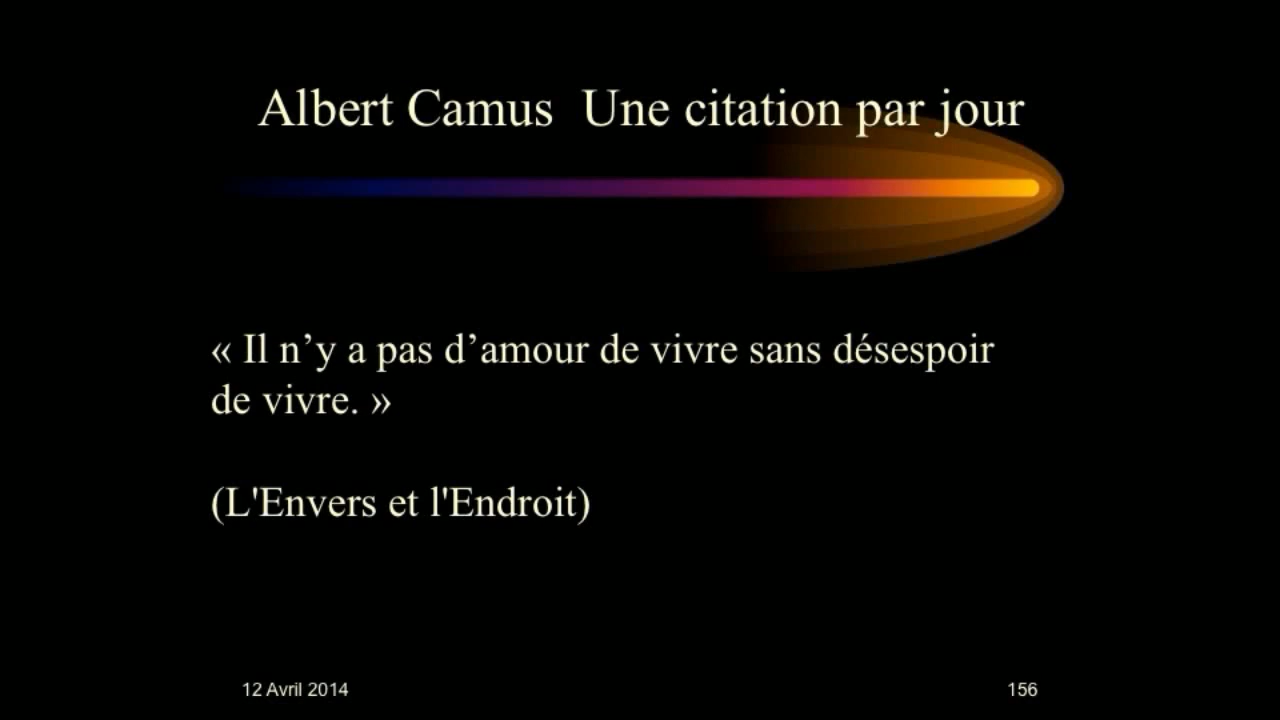 Albert Camus  Une citation par jour
« Il n’y a pas d’amour de vivre sans désespoir
de vivre. »
(L'Envers et l'Endroit)
12 Avril 2014
156